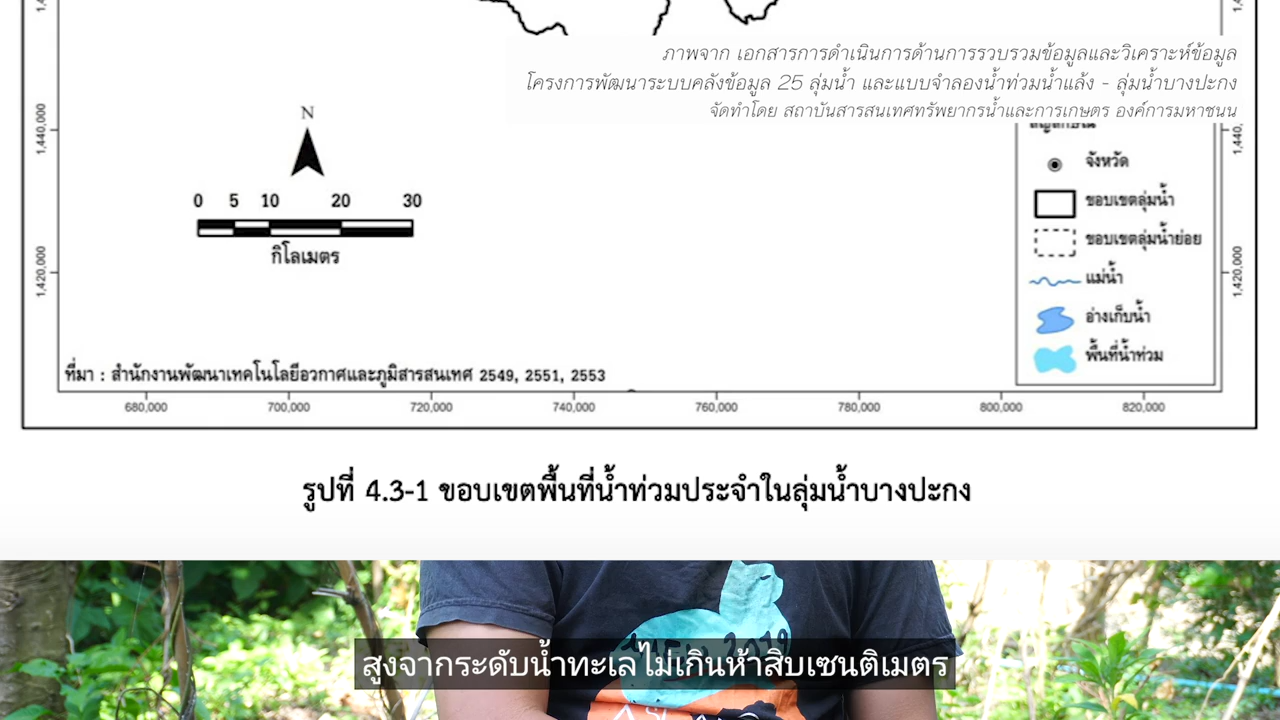 ภาพจาก เอกสารการดำเนินการด้านการรวบรวมข้อมูลและวิเคราะห์ข้อมูล
โครงการพัฒนาระบบคลังข้อมูล 25 ลุ่มน้ำ และแบบจำลองน้ำท่วมน้ำแล้ง - ลุ่มน้ำบางปะกง
จัดทำโดย สถาบันสารสนเทศทรัพยากรน้ำและการเกษตร องค์การมหาชนน
1,440,000
1,440,
N
0 5 10 20 30
กิโลเมตร
จังหวัด
ขอบเขตลุ่มน้ำ
ขอบเขตลุ่มน้ำย่อย
แม่น้ำ
อ่างเก็บน้ำ
พื้นที่น้ำท่วม
1,420,000
1,420,000
ที่มา : สำนักงานพัฒนาเทคโนโลยีอวกาศและภูมิสารสนเทศ 2549, 2551, 2553
680,000 700,000 720,000 740,000 760,000 780,000 800,000 820,000
รูปที่ 4.3-1 ขอบเขตพื้นที่น้ำท่วมประจำในลุ่มน้ำบางปะกง
สูงจากระดับน้ำทะเลไม่เกินห้าสิบเซนติเมตร